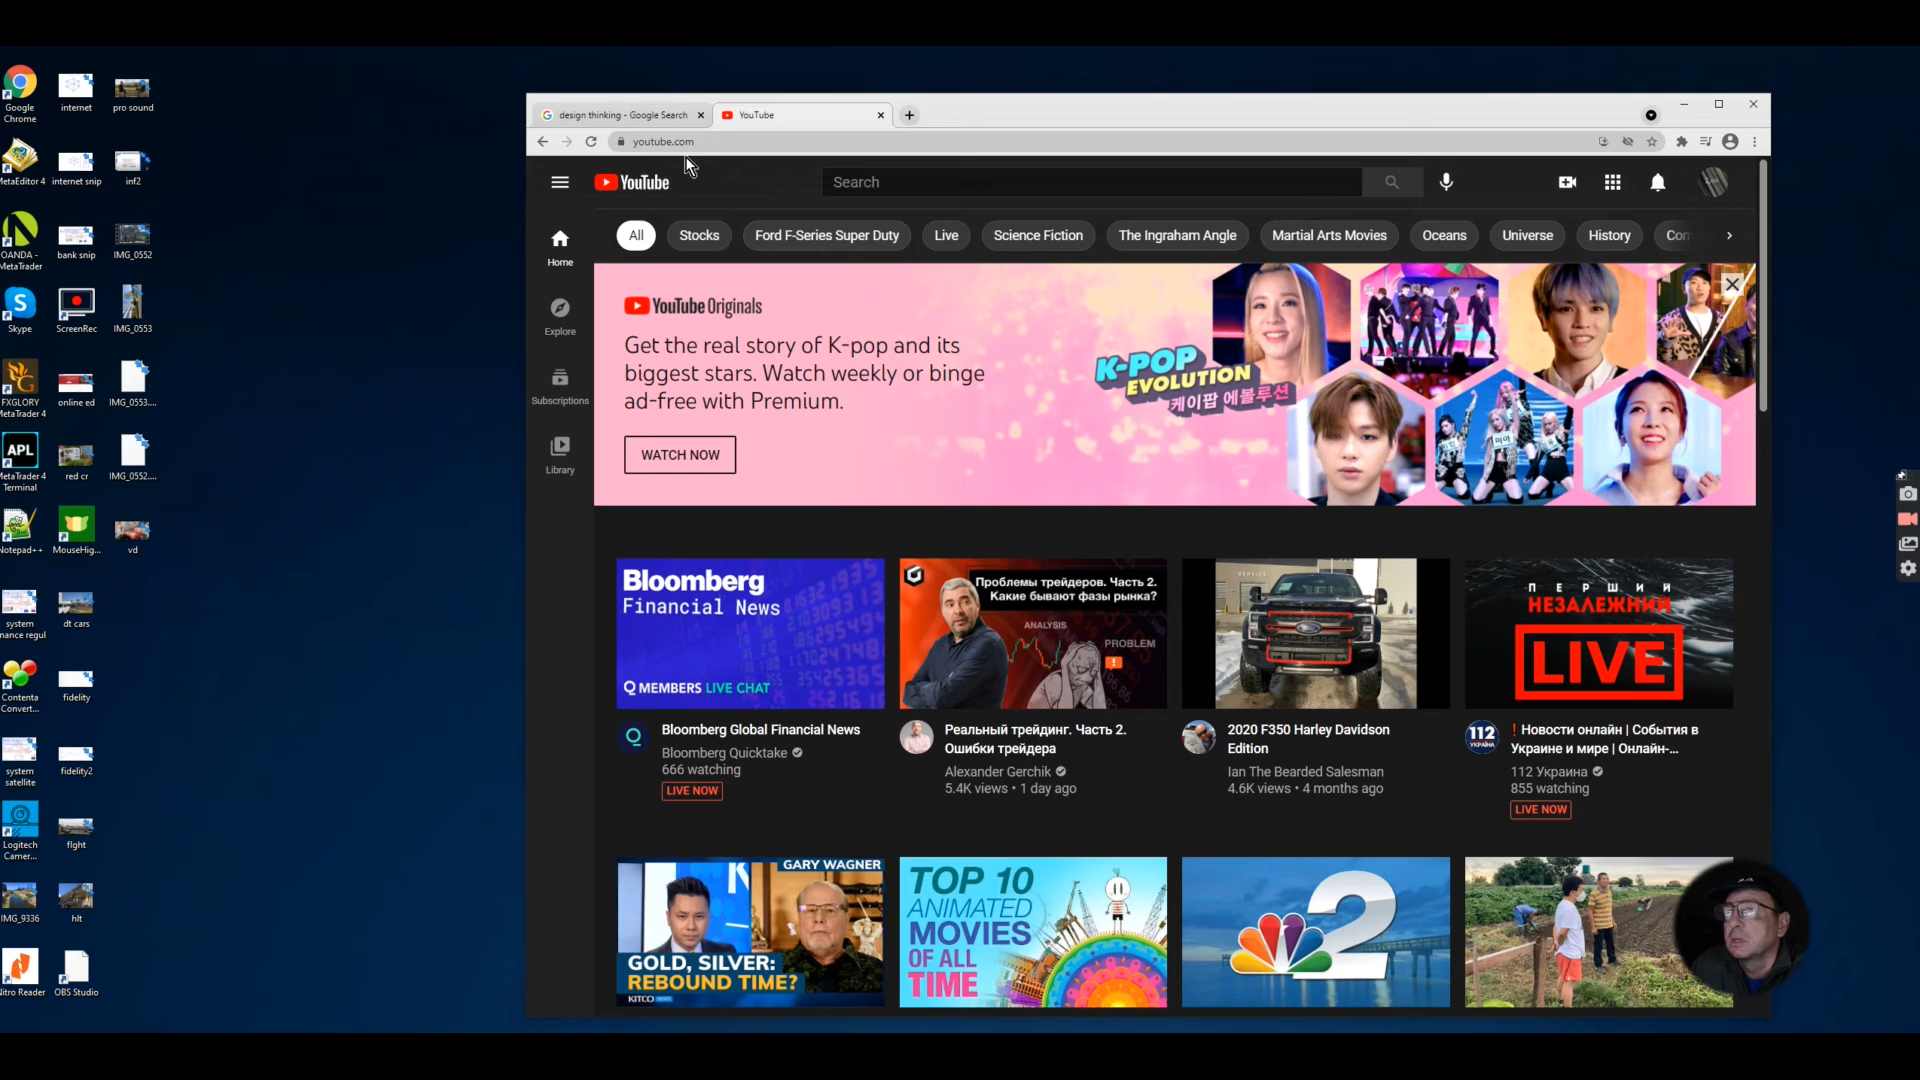 design thinking - Google Search
YouTube
youtube.com
YouTube
Search
All
Stocks
Ford F-Series Super Duty
Live
Science Fiction
The Ingraham Angle
Martial Arts Movies
Oceans
Universe
History
Home
Explore
Subscriptions
Library
YouTube Originals
Get the real story of K-pop and its
biggest stars. Watch weekly or binge
ad-free with Premium.
WATCH NOW
K-POP
EVOLUTION
케이팝 에볼루션
Bloomberg
Financial News
Q MEMBERS LIVE CHAT
Bloomberg Global Financial News
Bloomberg Quicktake
666 watching
LIVE NOW
Проблемы трейдеров. Часть 2.
Какие бывают фазы рынка?
ANALYSIS
PROBLEM
Реальный трейдинг. Часть 2.
Ошибки трейдера
Alexander Gerchik
5.4K views • 1 day ago
SERVICE
2020 F350 Harley Davidson
Edition
Ian The Bearded Salesman
4.6K views • 4 months ago
ПЕРШИЙ
НЕЗАЛЕЖНИЙ
LIVE
112
УКРАЇНА
❗Новости онлайн | События в
Украине и мире | Онлайн-...
112 Украина
855 watching
LIVE NOW
GARY WAGNER
GOLD, SILVER:
REBOUND TIME?
KITCO NEWS
TOP 10
ANIMATED
MOVIES
OF ALL
TIME
2
Google
Chrome
internet
pro sound
MetaEditor 4
internet snip
inf2
OANDA -
MetaTrader
bank snip
IMG_0552
Skype
ScreenRec
IMG_0553
FXGLORY
MetaTrader 4
online ed
IMG_0553....
APL
MetaTrader 4
Terminal
red cr
IMG_0552....
Notepad++
MouseHig...
vd
system
nance regul
dt cars
Contenta
Convert...
fidelity
system
satellite
fidelity2
Logitech
Camer...
flght
IMG_9336
hlt
Nitro Reader
OBS Studio